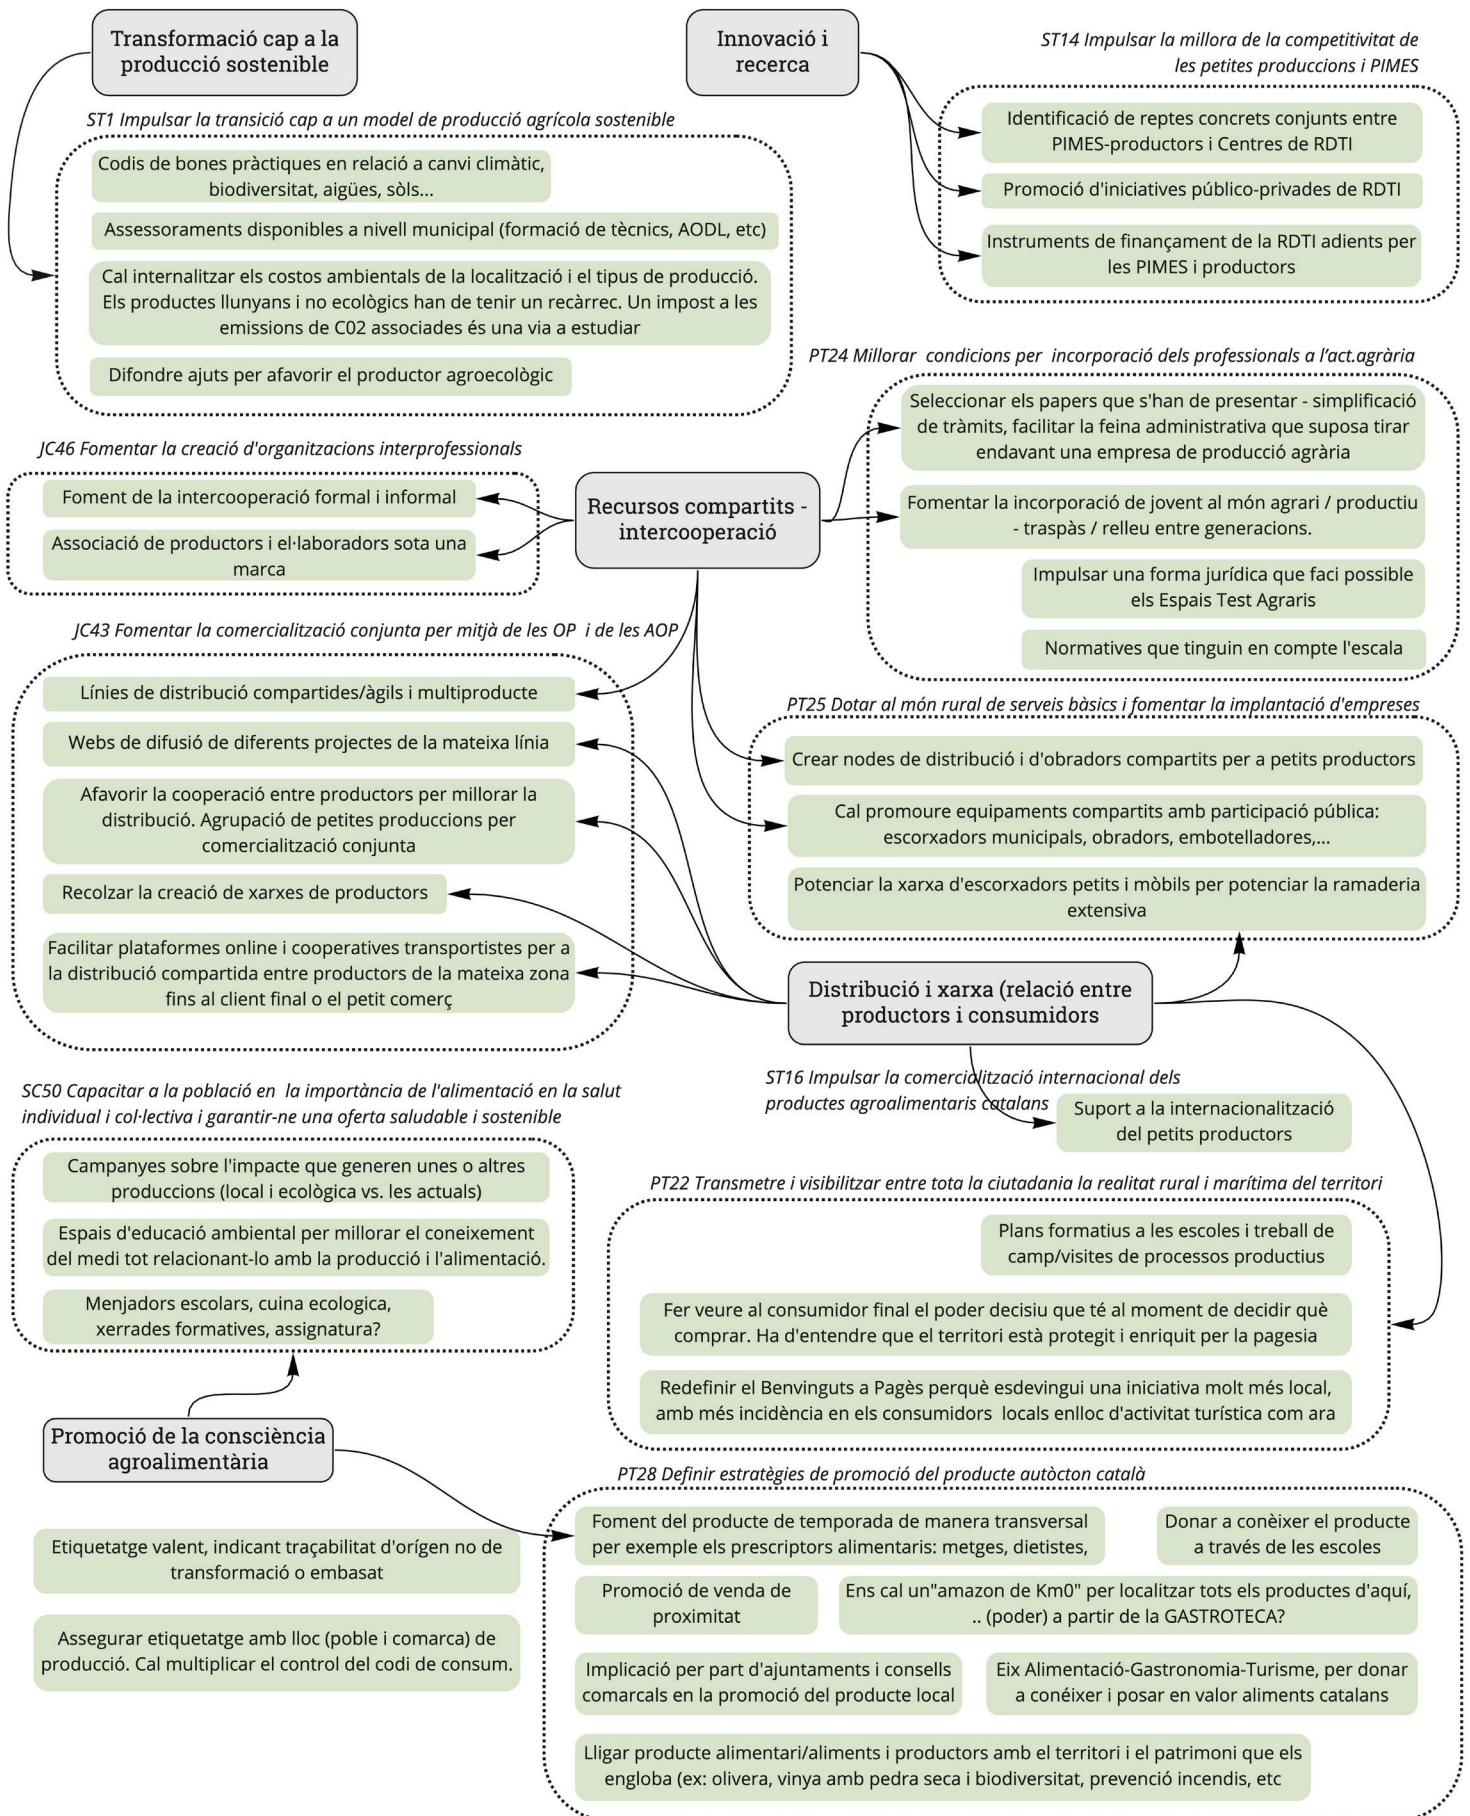 Transformació cap a la
producció sostenible
ST1 Impulsar la transició cap a un model de producció agrícola sostenible
Codis de bones pràctiques en relació a canvi climàtic,
biodiversitat, aigües, sòls...
Assessoraments disponibles a nivell municipal (formació de tècnics, AODL, etc)
Cal internalitzar els costos ambientals de la localització i el tipus de producció.
Els productes llunyans i no ecològics han de tenir un recàrrec. Un impost a les
emissions de C02 associades és una via a estudiar
Difondre ajuts per afavorir el productor agroecològic
Innovació i
recerca
ST14 Impulsar la millora de la competitivitat de
les petites produccions i PIMES
Identificació de reptes concrets conjunts entre
PIMES-productors i Centres de RDTI
Promoció d'iniciatives público-privades de RDTI
Instruments de finançament de la RDTI adients per
les PIMES i productors
PT24 Millorar  condicions per  incorporació dels professionals a l’act.agrària
Seleccionar els papers que s'han de presentar - simplificació
de tràmits, facilitar la feina administrativa que suposa tirar
endavant una empresa de producció agrària
Fomentar la incorporació de jovent al món agrari / productiu
- traspàs / relleu entre generacions.
Impulsar una forma jurídica que faci possible
els Espais Test Agraris
Normatives que tinguin en compte l'escala
JC46 Fomentar la creació d'organitzacions interprofessionals
Foment de la intercooperació formal i informal
Associació de productors i el·laboradors sota una
marca
Recursos compartits -
intercooperació
JC43 Fomentar la comercialització conjunta per mitjà de les OP  i de les AOP
Línies de distribució compartides/àgils i multiproducte
Webs de difusió de diferents projectes de la mateixa línia
Afavorir la cooperació entre productors per millorar la
distribució. Agrupació de petites produccions per
comercialització conjunta
Recolzar la creació de xarxes de productors
Facilitar plataformes online i cooperatives transportistes per a
la distribució compartida entre productors de la mateixa zona
fins al client final o el petit comerç
PT25 Dotar al món rural de serveis bàsics i fomentar la implantació d'empreses
Crear nodes de distribució i d'obradors compartits per a petits productors
Cal promoure equipaments compartits amb participació pública:
escorxadors municipals, obradors, embotelladores,...
Potenciar la xarxa d'escorxadors petits i mòbils per potenciar la ramaderia
extensiva
Distribució i xarxa (relació entre
productors i consumidors
ST16 Impulsar la comercialització internacional dels
productes agroalimentaris catalans
Suport a la internacionalització
del petits productors
SC50 Capacitar a la població en  la importància de l'alimentació en la salut
individual i col·lectiva i garantir-ne una oferta saludable i sostenible
Campanyes sobre l'impacte que generen unes o altres
produccions (local i ecològica vs. les actuals)
Espais d'educació ambiental per millorar el coneixement
del medi tot relacionant-lo amb la producció i l'alimentació.
Menjadors escolars, cuina ecologica,
xerrades formatives, assignatura?
PT22 Transmetre i visibilitzar entre tota la ciutadania la realitat rural i marítima del territori
Plans formatius a les escoles i treball de
camp/visites de processos productius
Fer veure al consumidor final el poder decisiu que té al moment de decidir què
comprar. Ha d'entendre que el territori està protegit i enriquit per la pagesia
Redefinir el Benvinguts a Pagès perquè esdevingui una iniciativa molt més local,
amb més incidència en els consumidors  locals enlloc d'activitat turística com ara
Promoció de la consciència
agroalimentària
Etiquetatge valent, indicant traçabilitat d'orígen no de
transformació o embasat
Assegurar etiquetatge amb lloc (poble i comarca) de
producció. Cal multiplicar el control del codi de consum.
PT28 Definir estratègies de promoció del producte autòcton català
Foment del producte de temporada de manera transversal
per exemple els prescriptors alimentaris: metges, dietistes,
Donar a conèixer el producte
a través de les escoles
Promoció de venda de
proximitat
Ens cal un"amazon de Km0" per localitzar tots els productes d'aquí,
.. (poder) a partir de la GASTROTECA?
Implicació per part d'ajuntaments i consells
comarcals en la promoció del producte local
Eix Alimentació-Gastronomia-Turisme, per donar
a conéixer i posar en valor aliments catalans
Lligar producte alimentari/aliments i productors amb el territori i el patrimoni que els
engloba (ex: olivera, vinya amb pedra seca i biodiversitat, prevenció incendis, etc